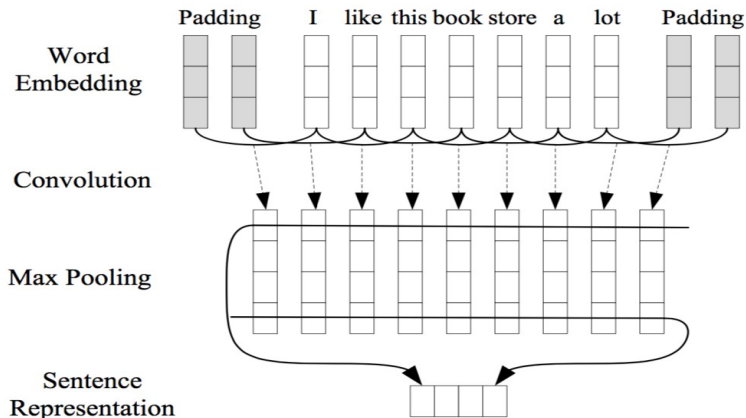 Padding I like this book store a lot Padding
Word
Embedding
Convolution
Max Pooling
Sentence
Representation